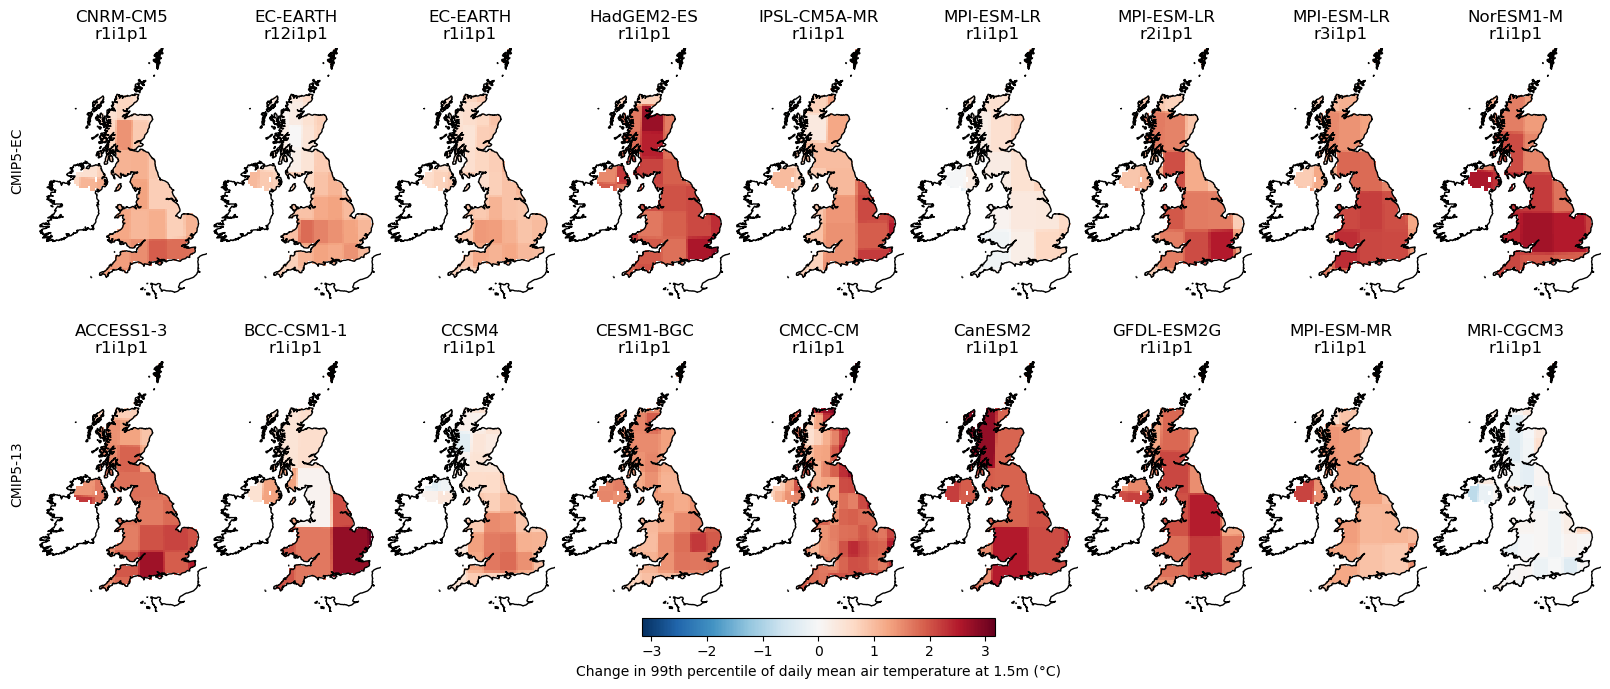 CNRM-CM5
r1i1p1
EC-EARTH
r12i1p1
EC-EARTH
r1i1p1
HadGEM2-ES
r1i1p1
IPSL-CM5A-MR
r1i1p1
MPI-ESM-LR
r1i1p1
MPI-ESM-LR
r2i1p1
MPI-ESM-LR
r3i1p1
NorESM1-M
r1i1p1
CMIP5-EC
ACCESS1-3
r1i1p1
BCC-CSM1-1
r1i1p1
CCSM4
r1i1p1
CESM1-BGC
r1i1p1
CMCC-CM
r1i1p1
CanESM2
r1i1p1
GFDL-ESM2G
r1i1p1
MPI-ESM-MR
r1i1p1
MRI-CGCM3
r1i1p1
CMIP5-13
−3 −2 −1 0 1 2 3
Change in 99th percentile of daily mean air temperature at 1.5m (°C)